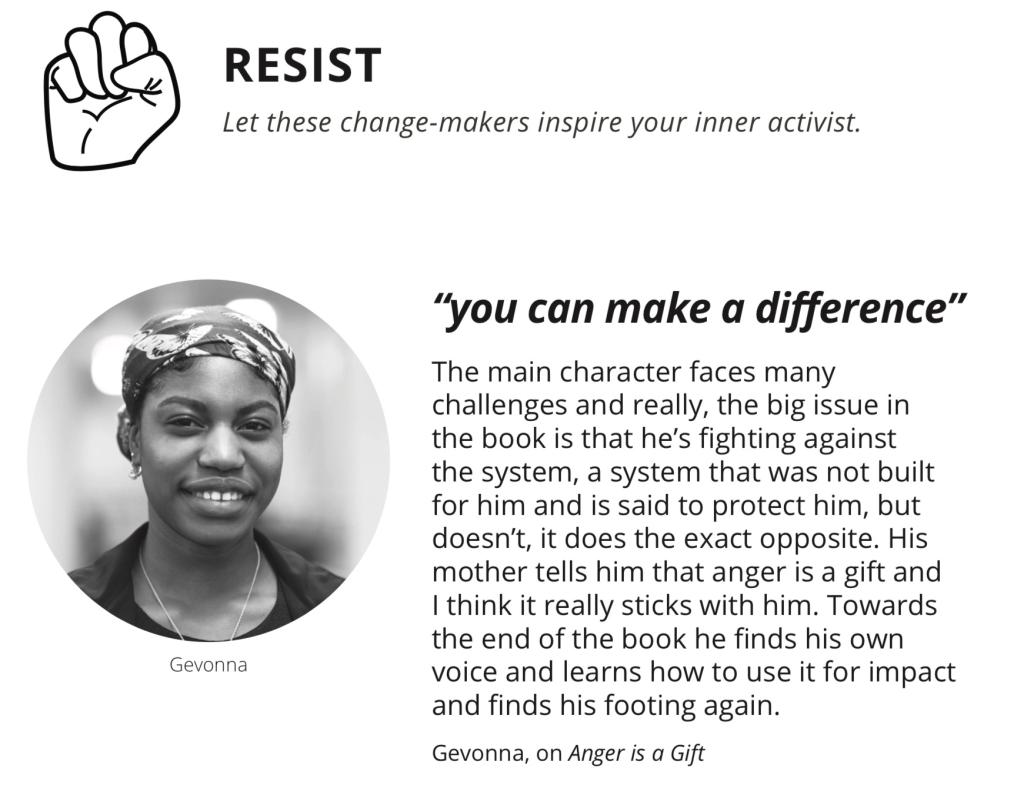 RESIST
Let these change-makers inspire your inner activist.
“you can make a difference”
The main character faces many
challenges and really, the big issue in
the book is that he’s fighting against
the system, a system that was not built
for him and is said to protect him, but
doesn’t, it does the exact opposite. His
mother tells him that anger is a gift and
I think it really sticks with him. Towards
the end of the book he finds his own
voice and learns how to use it for impact
and finds his footing again.
Gevonna, on Anger is a Gift
Gevonna